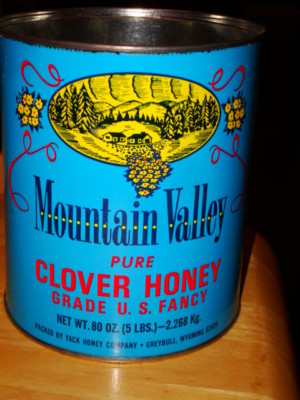 Mountain Valley
PURE
CLOVER HONEY
GRADE U. S. FANCY
NET WT. 80 OZ. (5 LBS.)—2.268 Kg.
PACKED BY YACK HONEY COMPANY • GREYBULL, WYOMING 82426